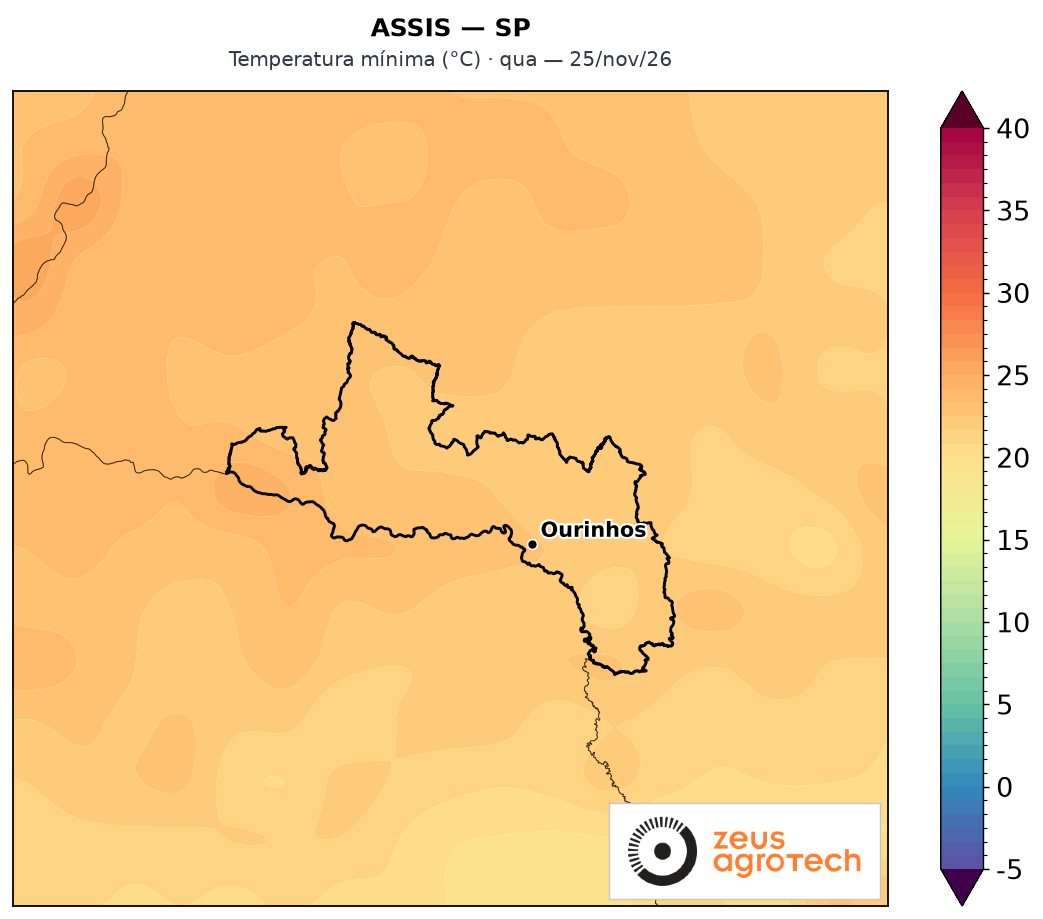 ASSIS — SP
Temperatura mínima (°C) · qua — 25/nov/26
40
35
30
25
20
15
10
5
0
-5
Ourinhos
zeus
agrotech